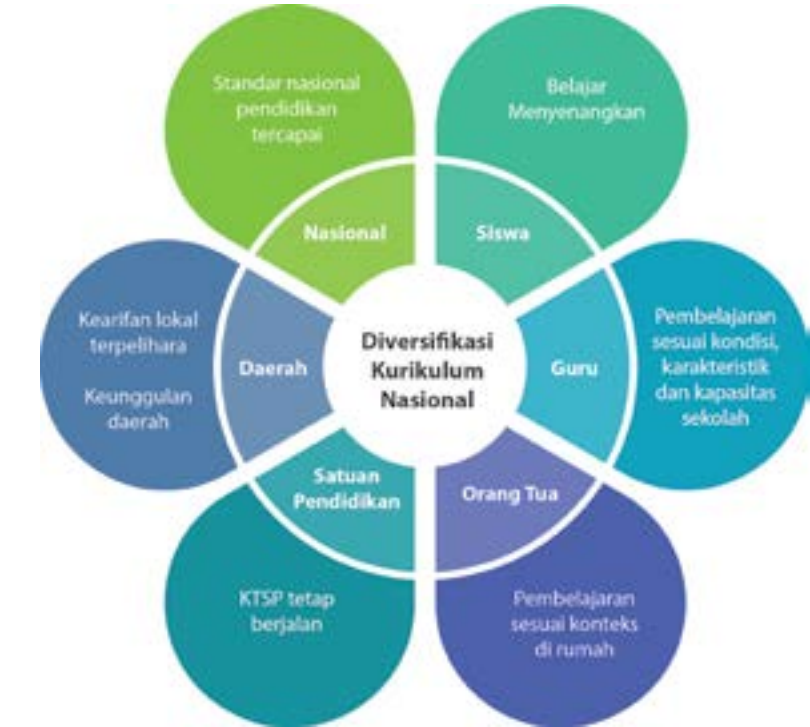 Standar nasional
pendidikan
tercapai
Nasional
Belajar
Menyenangkan
Siswa
Kearifan lokal
terpelihara
Keunggulan
daerah
Daerah
Diversifikasi
Kurikulum
Nasional
Guru
Pembelajaran
sesuai kondisi,
karakteristik
dan kapasitas
sekolah
Satuan
Pendidikan
KTSP tetap
berjalan
Orang Tua
Pembelajaran
sesuai konteks
di rumah